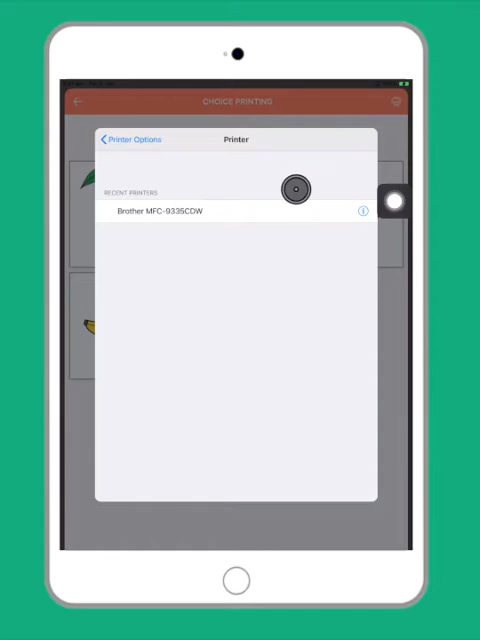 CHOICE PRINTING
Printer Options
Printer
RECENT PRINTERS
Brother MFC-9335CDW